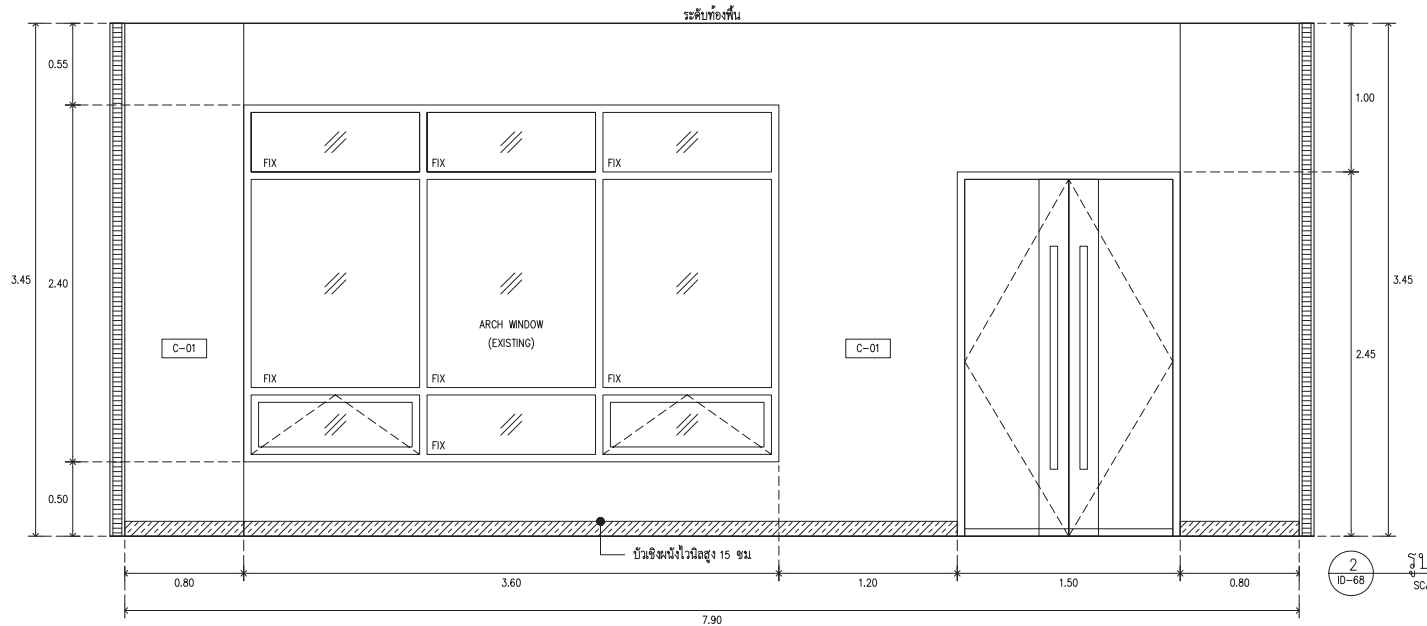 ระดับท้องพื้น
0.55
1.00
FIX
FIX
FIX
3.45
2.40
3.45
ARCH WINDOW
(EXISTING)
C-01
C-01
2.45
FIX
FIX
FIX
FIX
0.50
บัวเชิงผนังไวนิลสูง 15 ซม.
0.80
3.60
1.20
1.50
0.80
2
ID-68
7.90